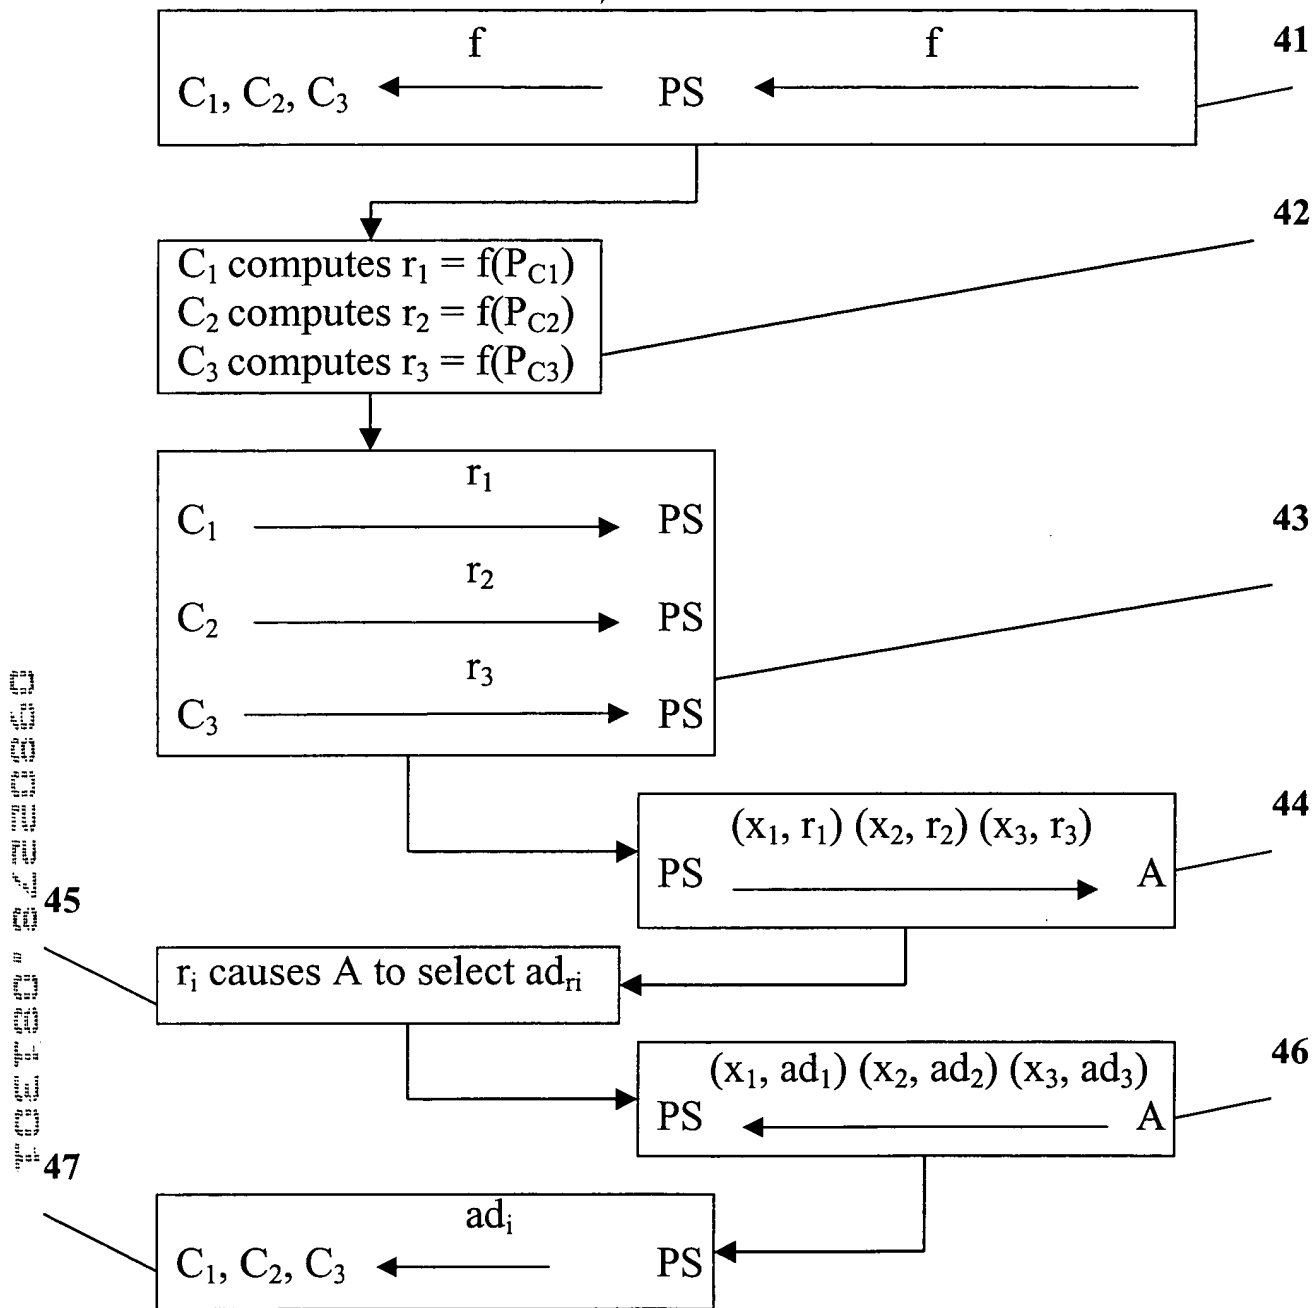 f f 41
C₁, C₂, C₃ PS
42
C₁ computes r₁ = f(P_C1)
C₂ computes r₂ = f(P_C2)
C₃ computes r₃ = f(P_C3)
r₁
C₁ PS
43
r₂
C₂ PS
r₃
C₃ PS
44
(x₁, r₁) (x₂, r₂) (x₃, r₃)
PS A
45
rᵢ causes A to select ad_ri
46
(x₁, ad₁) (x₂, ad₂) (x₃, ad₃)
PS A
47
adᵢ
C₁, C₂, C₃ PS